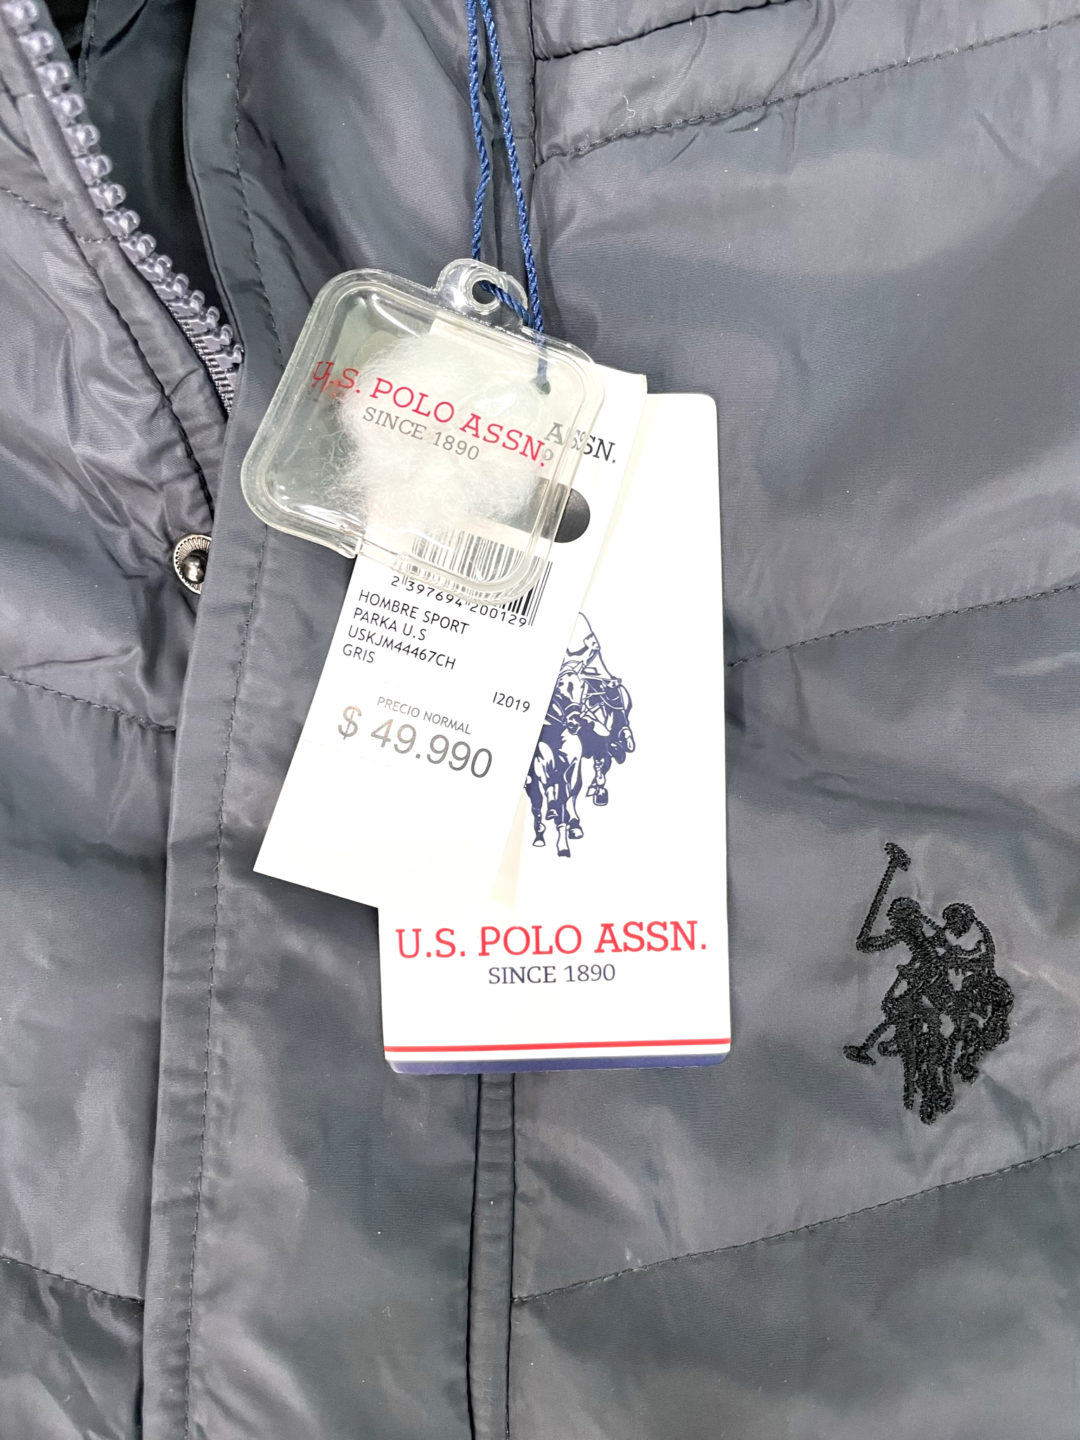 U.S. POLO ASSN.
SINCE 1890
ASSN.
2 397694 200129
HOMBRE SPORT
PARKA U.S
USKJM44467CH
GRIS
I2019
PRECIO NORMAL
$ 49.990
U.S. POLO ASSN.
SINCE 1890